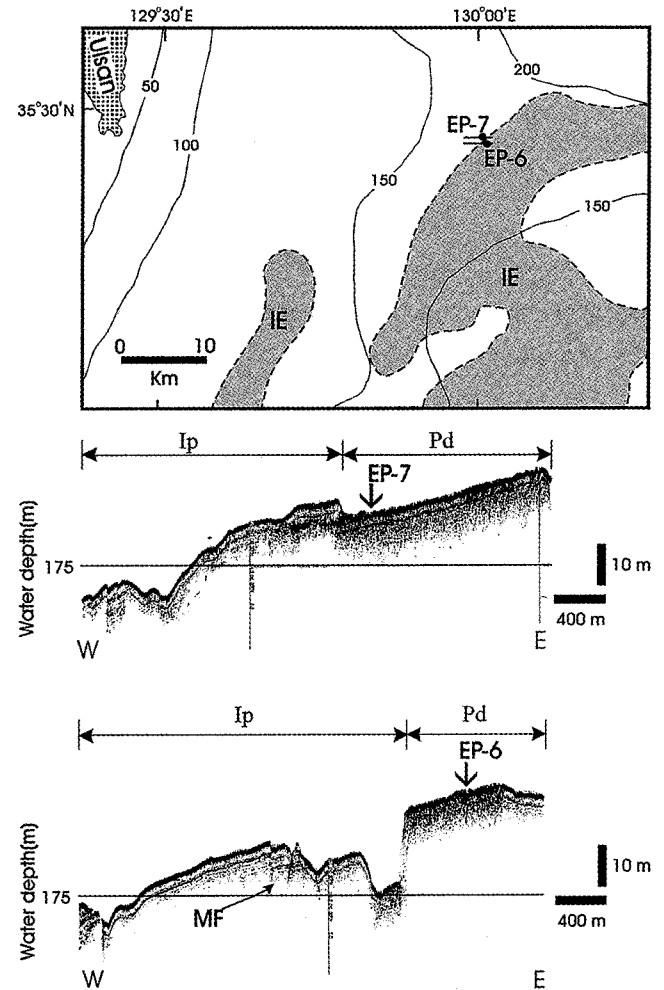 129°30'E 130°00'E
Ulsan
50
200
35°30'N
EP-7
100
EP-6
150
150
IE
IE
0 10
Km
Ip Pd
EP-7
Water depth(m)
175
10 m
400 m
W E
Ip Pd
EP-6
Water depth(m)
175
10 m
MF
400 m
W E